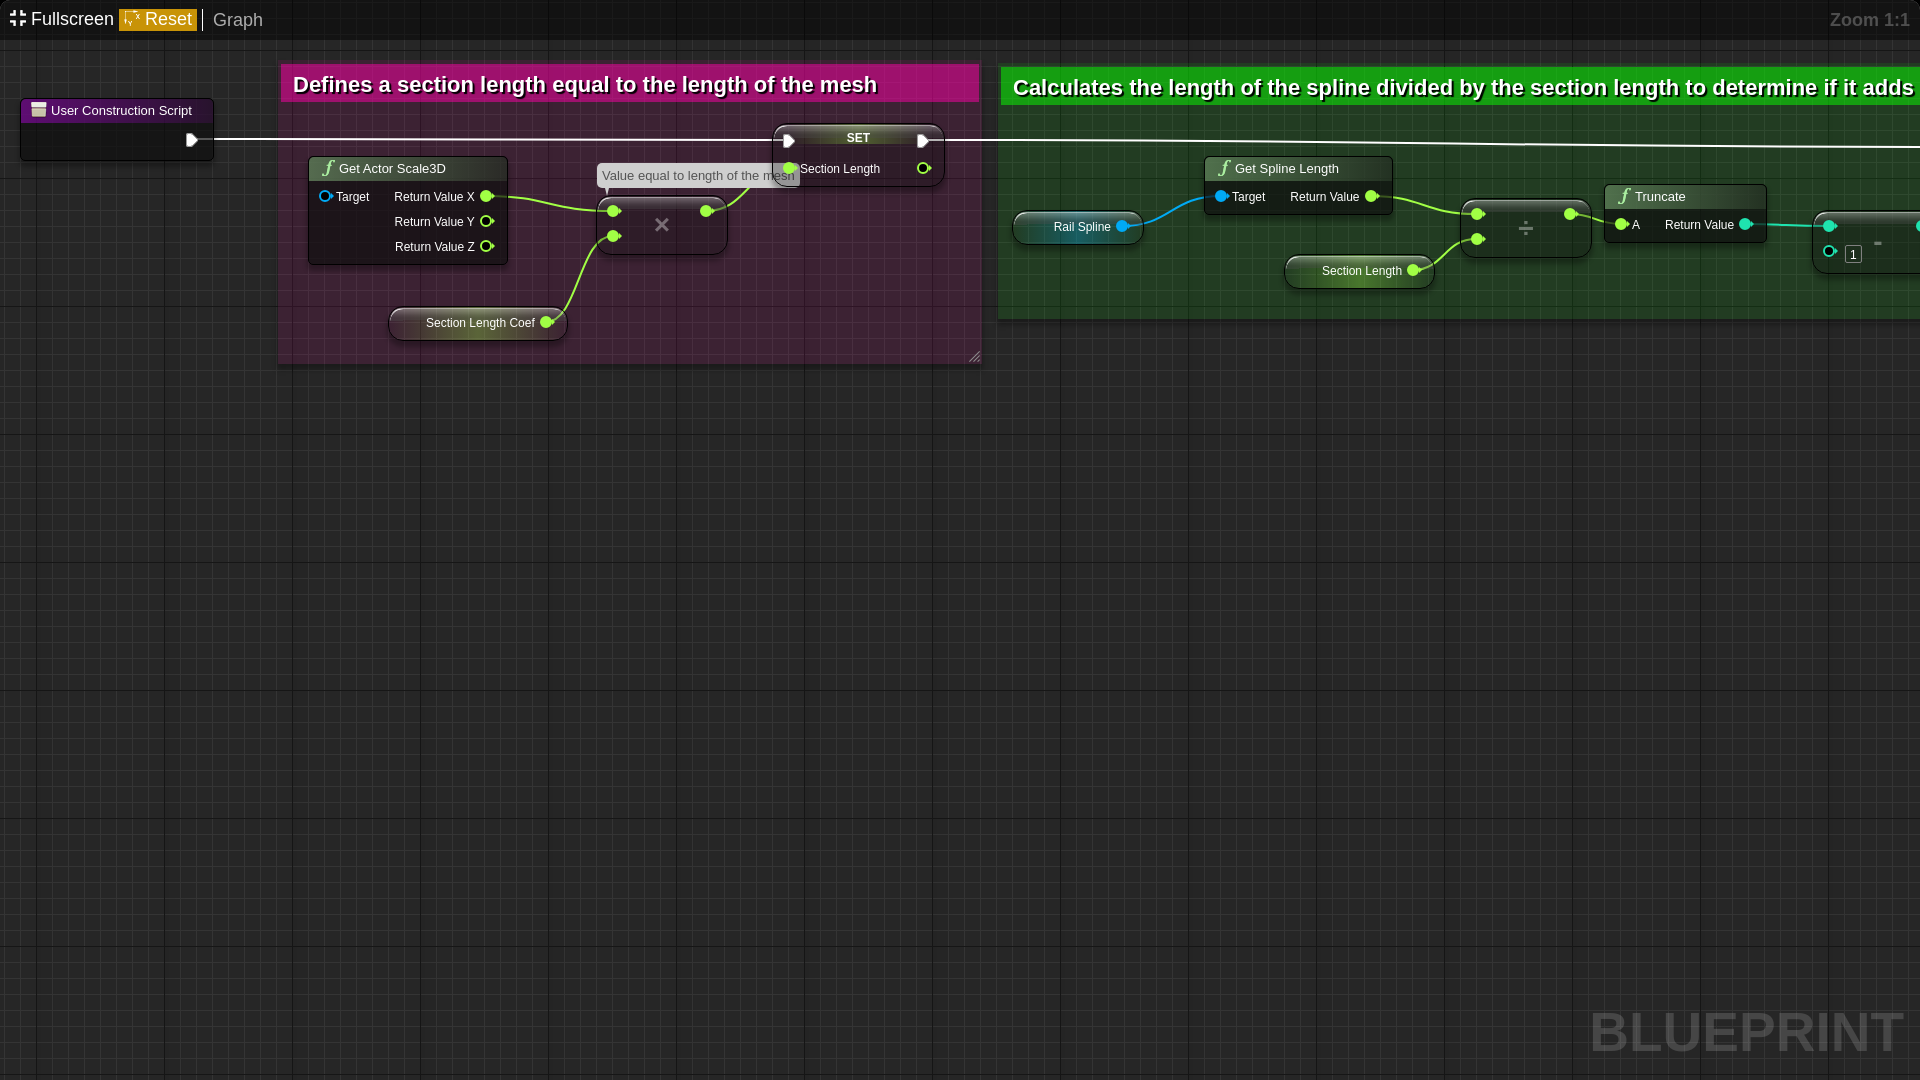 Fullscreen Reset Graph
Zoom 1:1
Defines a section length equal to the length of the mesh
Calculates the length of the spline divided by the section length to determine if it adds
User Construction Script
SET
Section Length
Value equal to length of the mesh
f Get Actor Scale3D
Target Return Value X
Return Value Y
Return Value Z
×
Section Length Coef
f Get Spline Length
Target Return Value
Rail Spline
Section Length
÷
f Truncate
A Return Value
1 -
BLUEPRINT